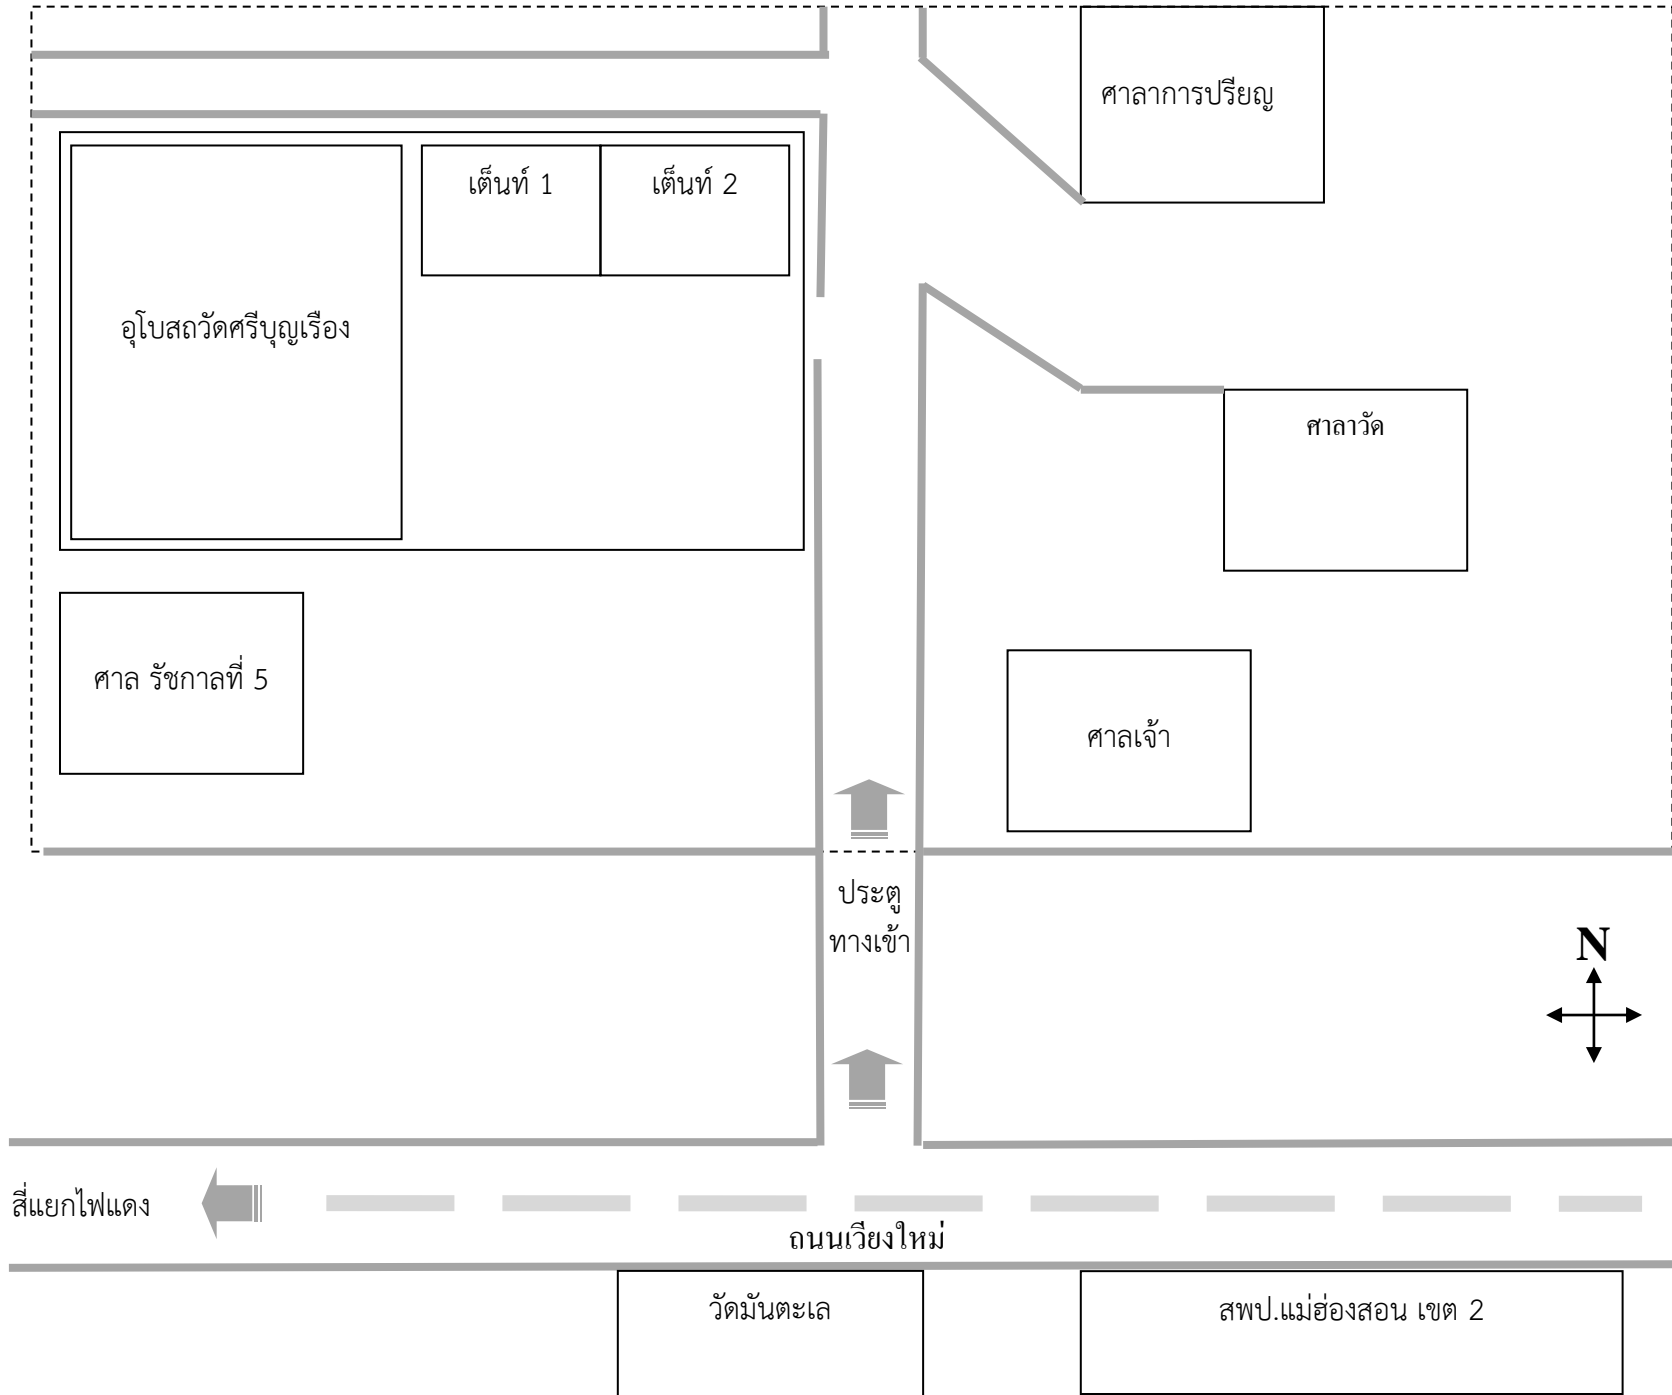 ศาลาการปรียญ
เต็นท์ 1
เต็นท์ 2
อุโบสถวัดศรีบุญเรือง
ศาลาวัด
ศาล รัชกาลที่ 5
ศาลเจ้า
ประตู
ทางเข้า
N
สี่แยกไฟแดง
ถนนเวียงใหม่
วัดมันตะเล
สพป.แม่ฮ่องสอน เขต 2